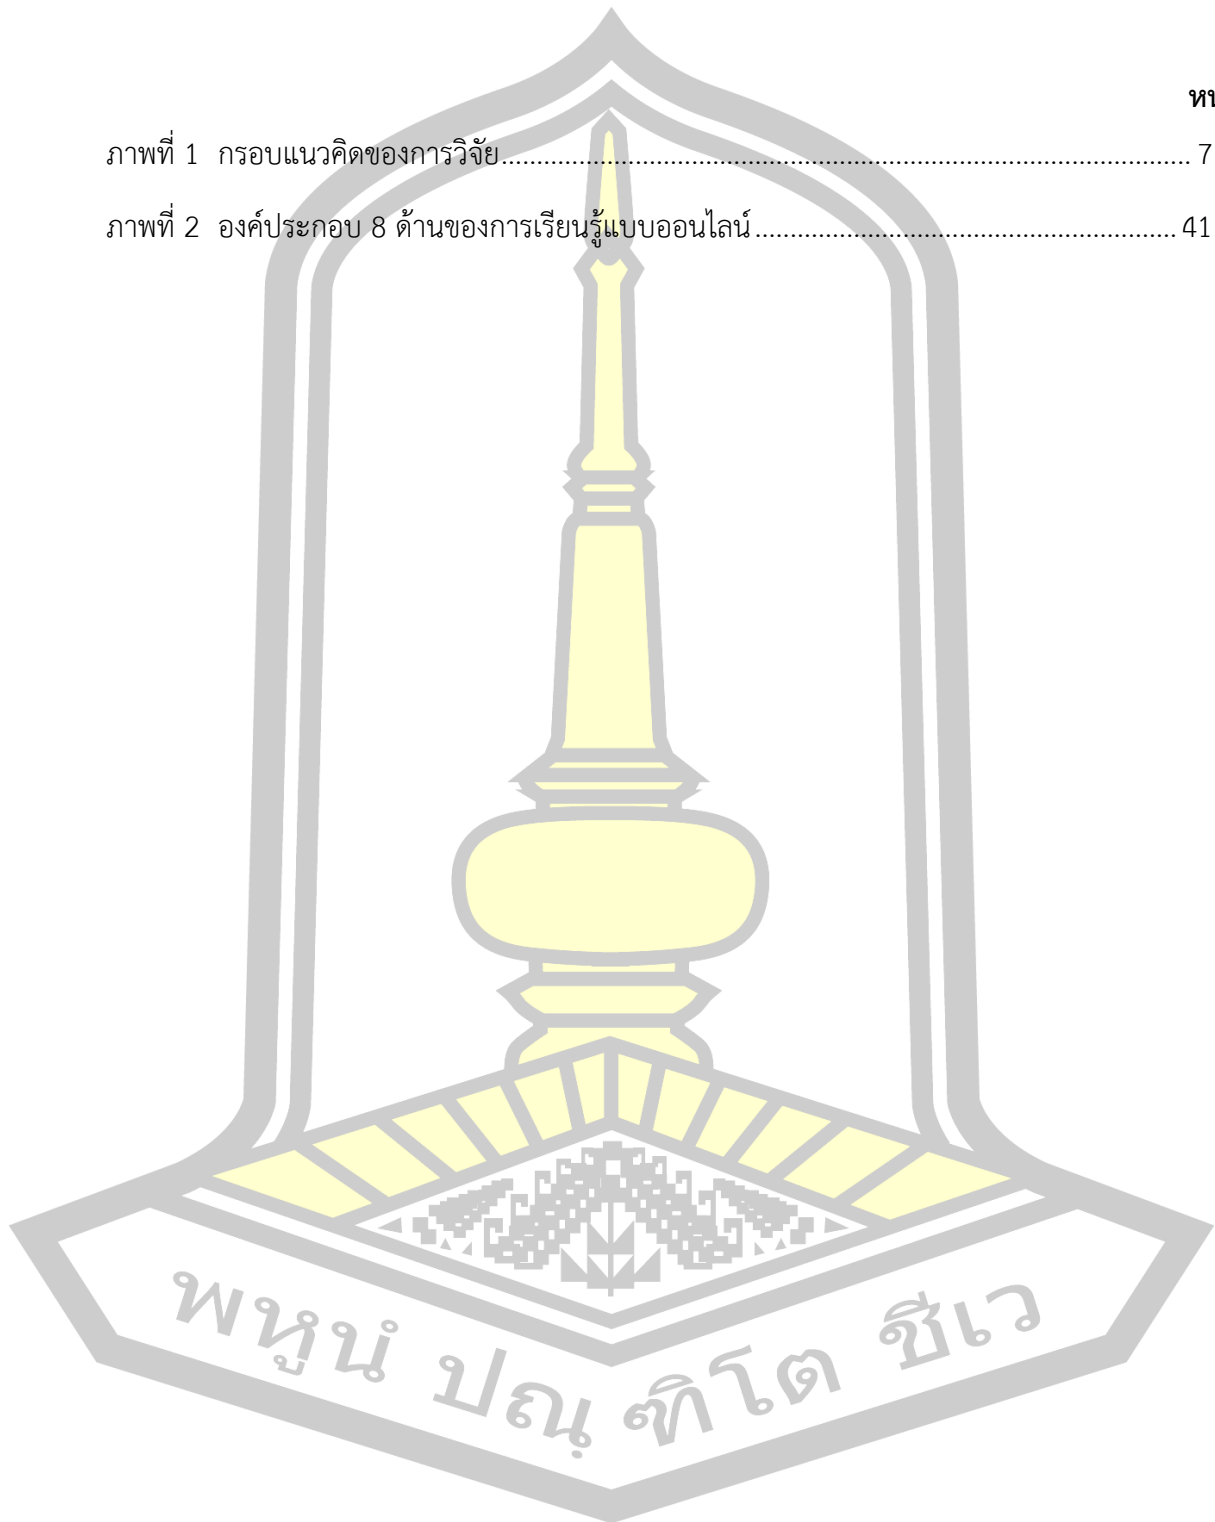 ภาพที่ 1 กรอบแนวคิดของการวิจัย.......................................................................................................... 7
ภาพที่ 2 องค์ประกอบ 8 ด้านของการเรียนรู้แบบออนไลน์................................................................ 41
พหูนํ ปณฺ ฑิโต ชีเว